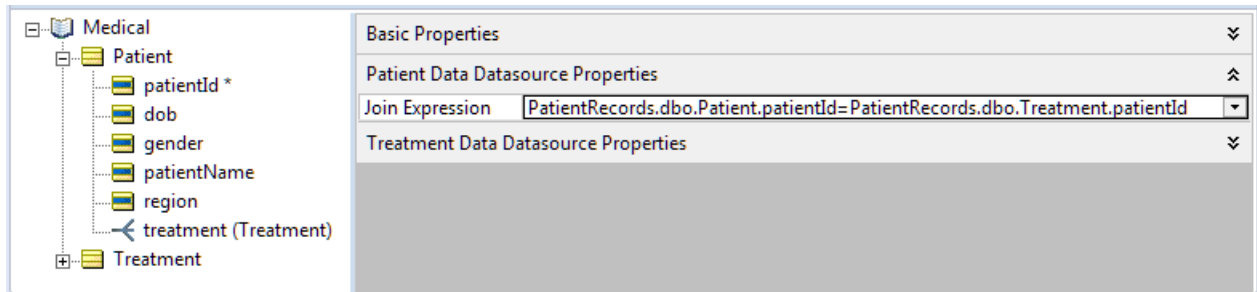 Medical
Patient
patientId *
dob
gender
patientName
region
treatment (Treatment)
Treatment
Basic Properties
Patient Data Datasource Properties
Join Expression PatientRecords.dbo.Patient.patientId=PatientRecords.dbo.Treatment.patientId
Treatment Data Datasource Properties